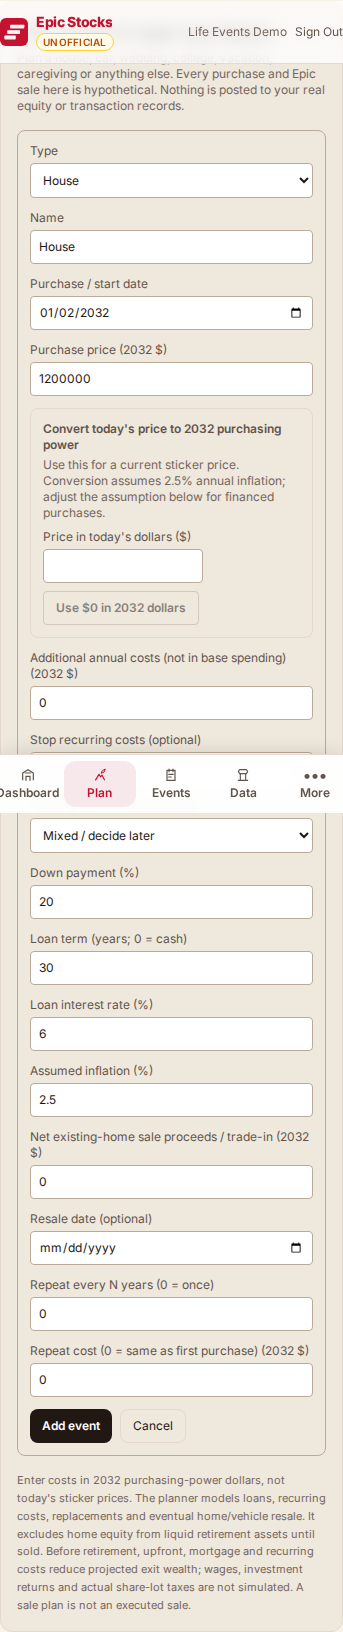 Epic Stocks
UNOFFICIAL
Life Events Demo
Sign Out
caregiving or anything else. Every purchase and Epic
sale here is hypothetical. Nothing is posted to your real
equity or transaction records.
Type
House
Name
House
Purchase / start date
01/02/2032
Purchase price (2032 $)
1200000
Convert today's price to 2032 purchasing
power
Use this for a current sticker price.
Conversion assumes 2.5% annual inflation;
adjust the assumption below for financed
purchases.
Price in today's dollars ($)
Use $0 in 2032 dollars
Additional annual costs (not in base spending)
(2032 $)
0
Stop recurring costs (optional)
Dashboard
Plan
Events
Data
More
Mixed / decide later
Down payment (%)
20
Loan term (years; 0 = cash)
30
Loan interest rate (%)
6
Assumed inflation (%)
2.5
Net existing-home sale proceeds / trade-in (2032
$)
0
Resale date (optional)
mm/dd/yyyy
Repeat every N years (0 = once)
0
Repeat cost (0 = same as first purchase) (2032 $)
0
Add event
Cancel
Enter costs in 2032 purchasing-power dollars, not
today's sticker prices. The planner models loans, recurring
costs, replacements and eventual home/vehicle resale. It
excludes home equity from liquid retirement assets until
sold. Before retirement, upfront, mortgage and recurring
costs reduce projected exit wealth; wages, investment
returns and actual share-lot taxes are not simulated. A
sale plan is not an executed sale.